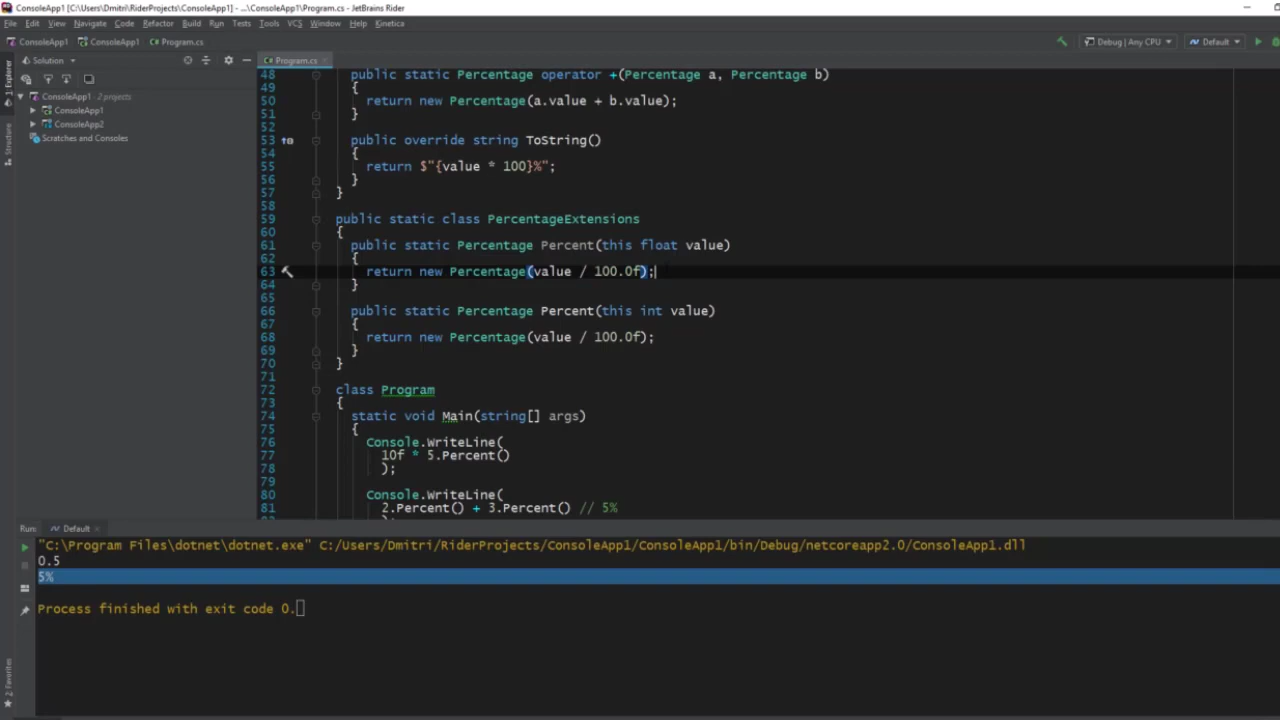 ConsoleApp1 [C:\Users\Dmitri\RiderProjects\ConsoleApp1] - ...\ConsoleApp1\Program.cs - JetBrains Rider
File Edit View Navigate Code Refactor Build Run Tests Tools VCS Window Help Kinetica
ConsoleApp1 ConsoleApp1 Program.cs Debug | Any CPU Default
1: Explorer
Structure
2: Favorites
Solution
ConsoleApp1 - 2 projects
ConsoleApp1
ConsoleApp2
Scratches and Consoles
Program.cs
48 public static Percentage operator +(Percentage a, Percentage b)
49 {
50 return new Percentage(a.value + b.value);
51 }
52
53 public override string ToString()
54 {
55 return $"{value * 100}%";
56 }
57 }
58
59 public static class PercentageExtensions
60 {
61 public static Percentage Percent(this float value)
62 {
63 return new Percentage(value / 100.0f);
64 }
65
66 public static Percentage Percent(this int value)
67 {
68 return new Percentage(value / 100.0f);
69 }
70 }
71
72 class Program
73 {
74 static void Main(string[] args)
75 {
76 Console.WriteLine(
77 10f * 5.Percent()
78 );
79
80 Console.WriteLine(
81 2.Percent() + 3.Percent() // 5%
Run: Default
"C:\Program Files\dotnet\dotnet.exe" C:/Users/Dmitri/RiderProjects/ConsoleApp1/ConsoleApp1/bin/Debug/netcoreapp2.0/ConsoleApp1.dll
0.5
5%
Process finished with exit code 0.